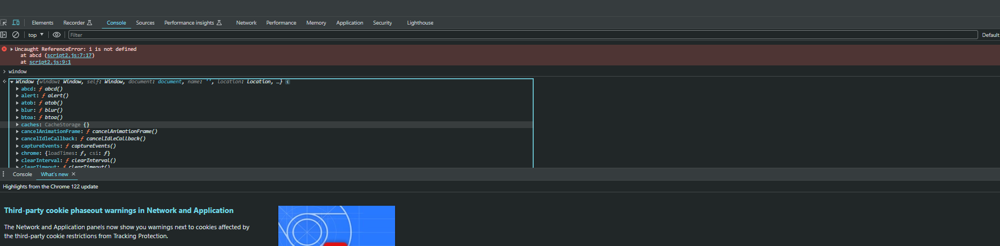 Elements Recorder Console Sources Performance insights Network Performance Memory Application Security Lighthouse
top Filter Default
Uncaught ReferenceError: i is not defined
at abcd (script2.js:7:17)
at script2.js:9:1
window
Window {window: Window, self: Window, document: document, name: '', location: Location, …}
abcd: ƒ abcd()
alert: ƒ alert()
atob: ƒ atob()
blur: ƒ blur()
btoa: ƒ btoa()
caches: CacheStorage {}
cancelAnimationFrame: ƒ cancelAnimationFrame()
cancelIdleCallback: ƒ cancelIdleCallback()
captureEvents: ƒ captureEvents()
chrome: {loadTimes: ƒ, csi: ƒ}
clearInterval: ƒ clearInterval()
clearTimeout: ƒ clearTimeout()
Console What's new
Highlights from the Chrome 122 update
Third-party cookie phaseout warnings in Network and Application
The Network and Application panels now show you warnings next to cookies affected by
the third-party cookie restrictions from Tracking Protection.